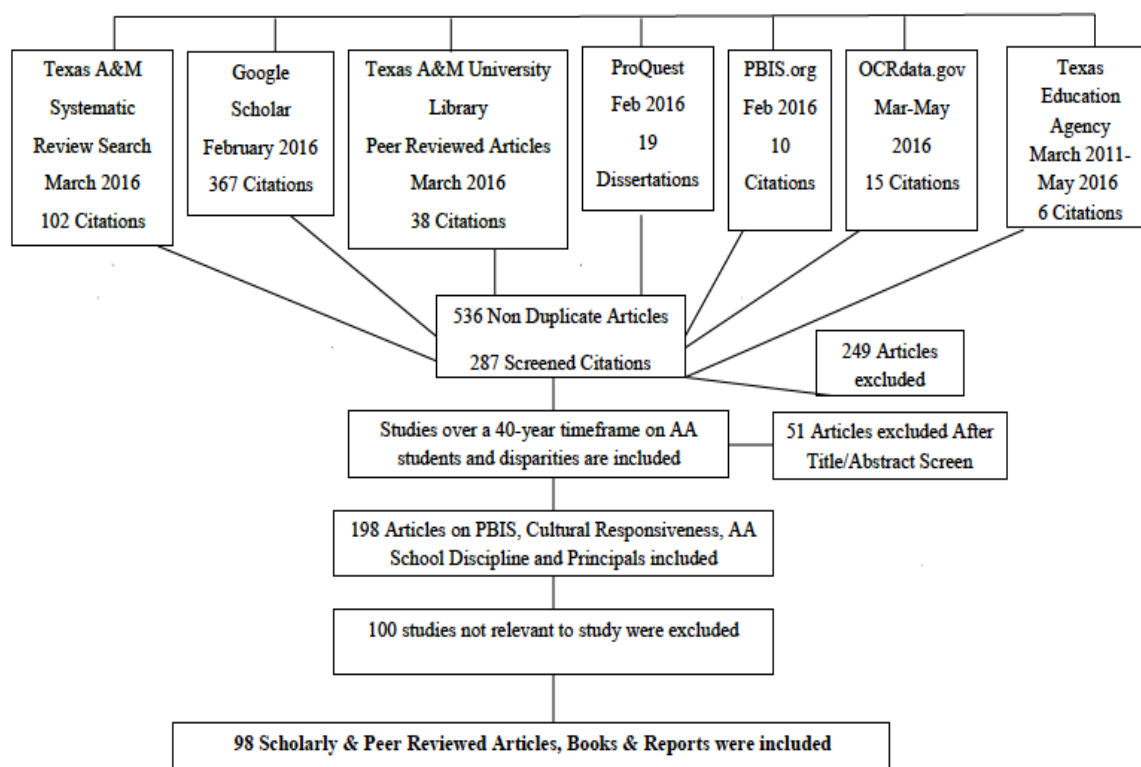 Texas A&M
Systematic
Review Search
March 2016
102 Citations
Google
Scholar
February 2016
367 Citations
Texas A&M University
Library
Peer Reviewed Articles
March 2016
38 Citations
ProQuest
Feb 2016
19
Dissertations
PBIS.org
Feb 2016
10
Citations
OCRdata.gov
Mar-May
2016
15 Citations
Texas
Education
Agency
March 2011-
May 2016
6 Citations
536 Non Duplicate Articles
287 Screened Citations
249 Articles
excluded
Studies over a 40-year timeframe on AA
students and disparities are included
51 Articles excluded After
Title/Abstract Screen
198 Articles on PBIS, Cultural Responsiveness, AA
School Discipline and Principals included
100 studies not relevant to study were excluded
98 Scholarly & Peer Reviewed Articles, Books & Reports were included